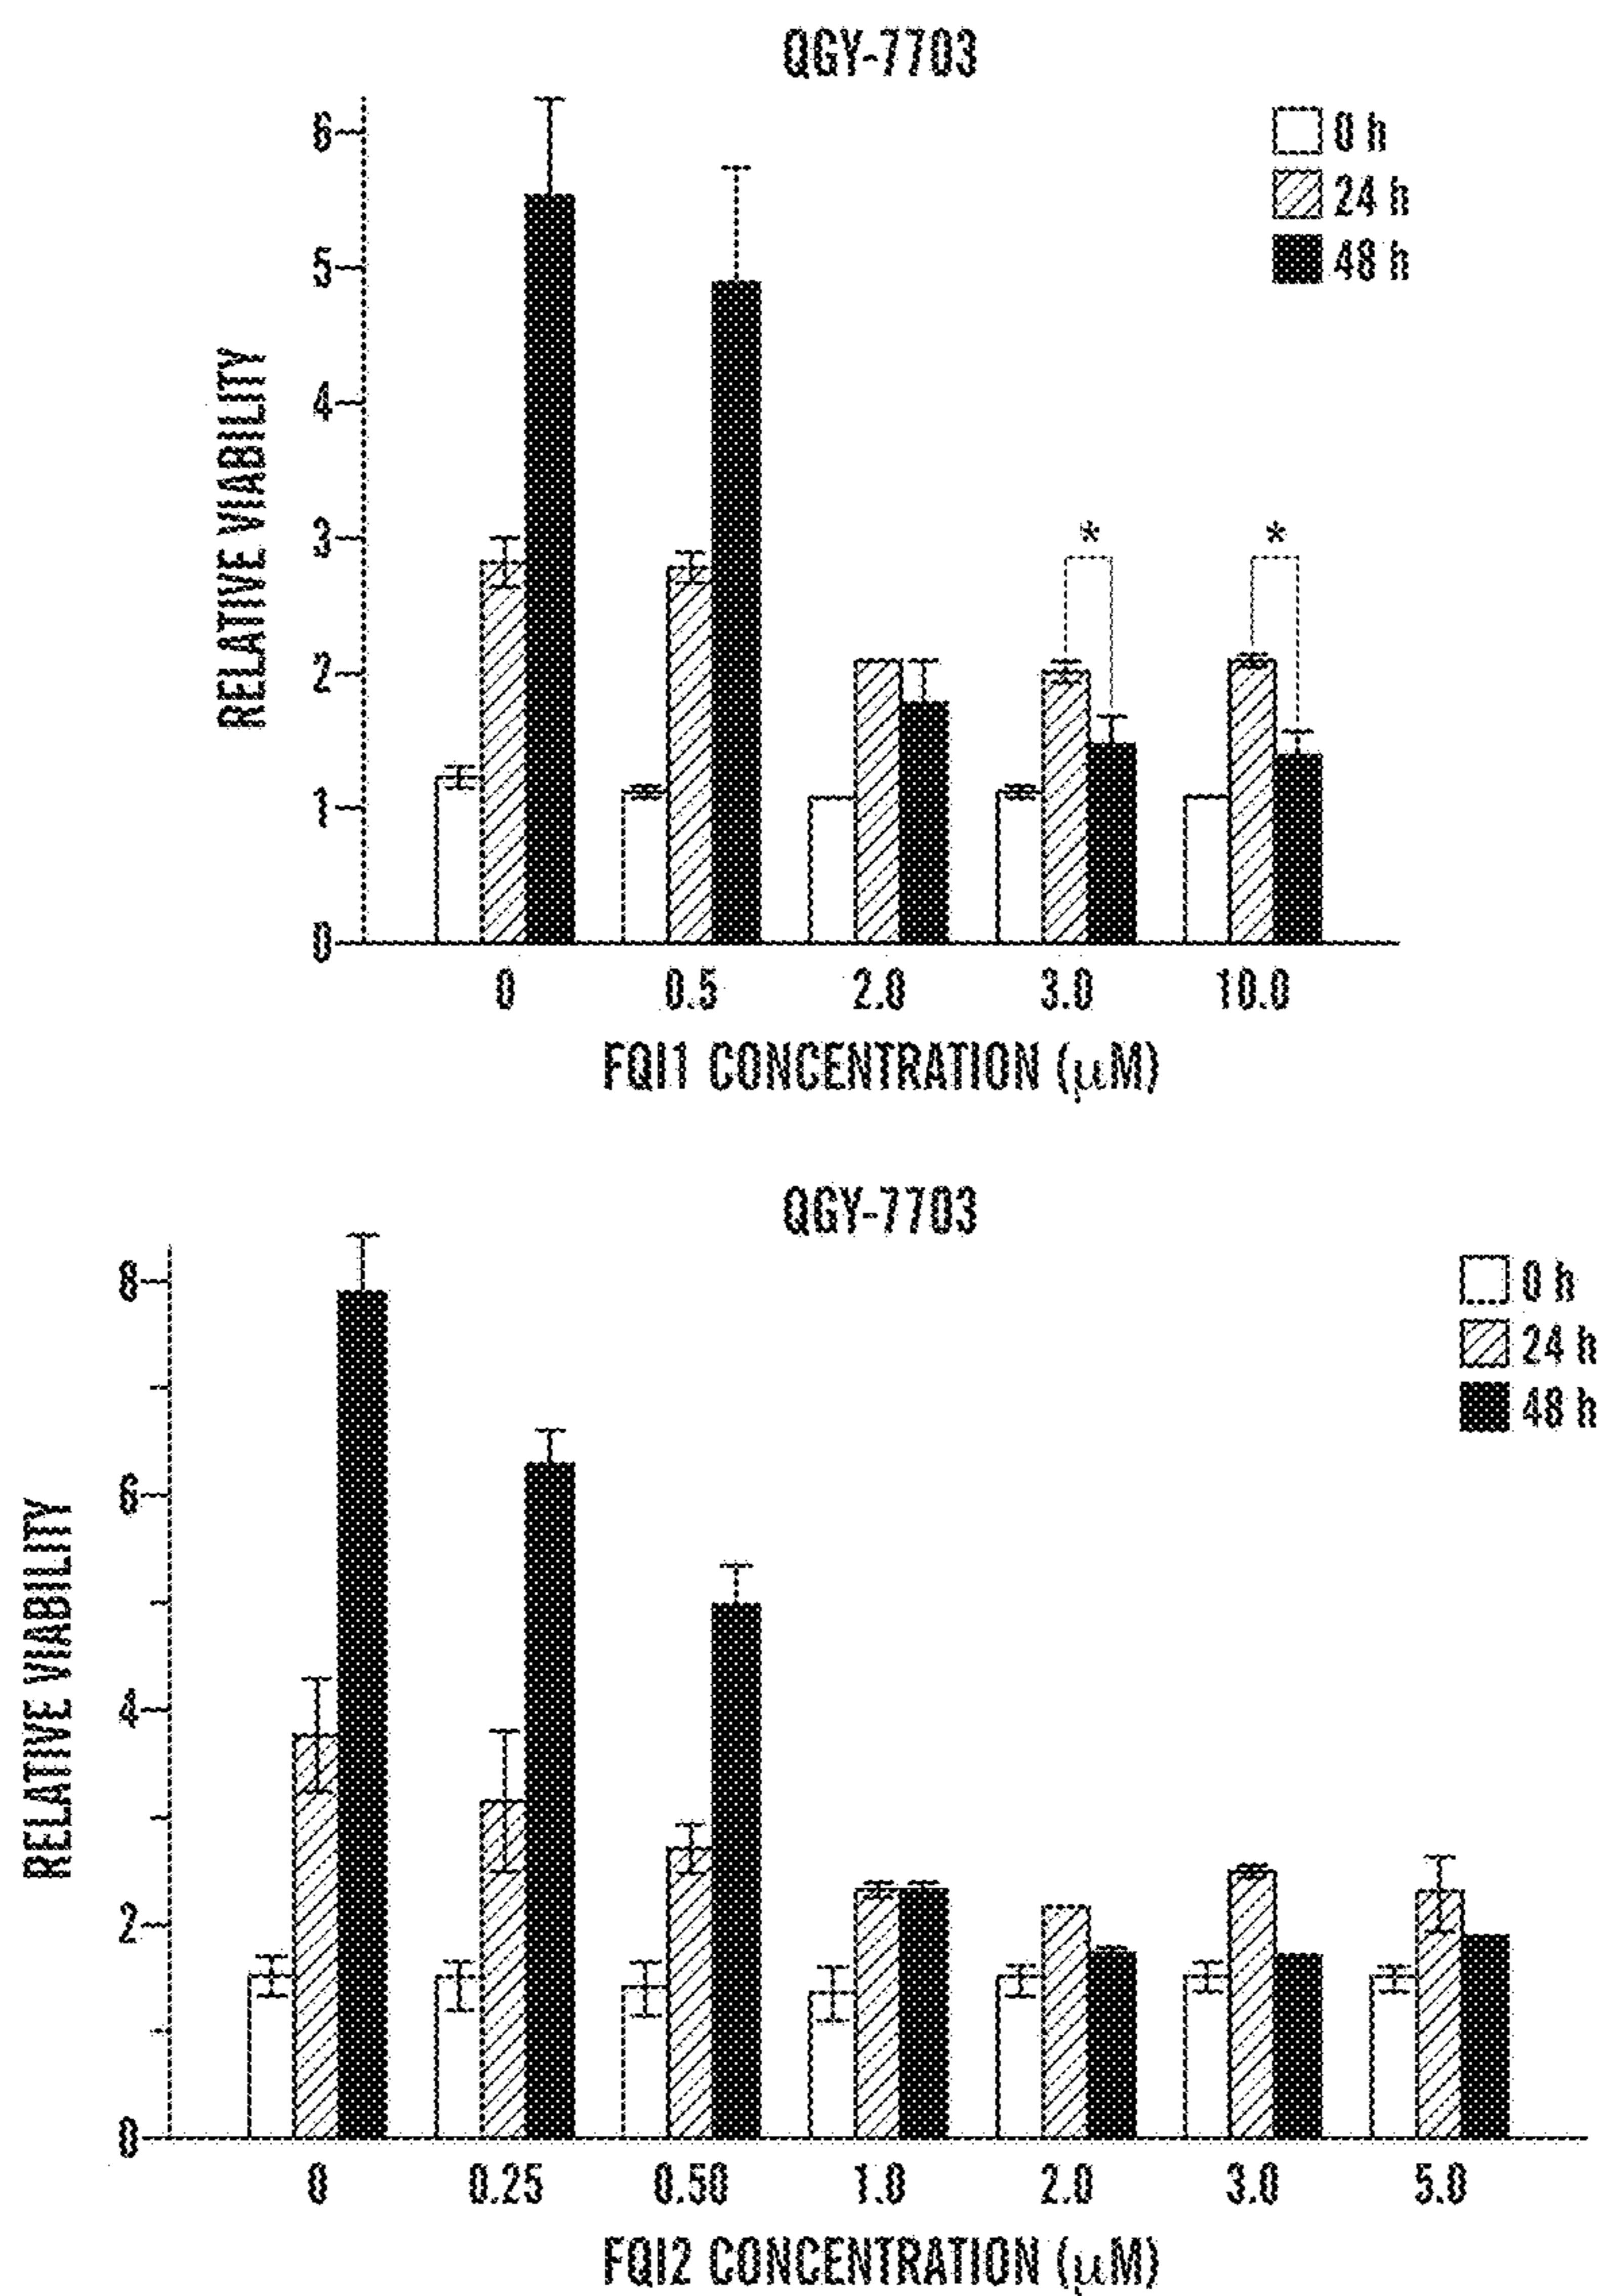 QGY-7703
0 h
24 h
48 h
RELATIVE VIABILITY
6
5
4
3
2
1
0
* *
0 0.5 2.0 3.0 10.0
FQI1 CONCENTRATION (μM)
QGY-7703
0 h
24 h
48 h
RELATIVE VIABILITY
8
6
4
2
0
0 0.25 0.50 1.0 2.0 3.0 5.0
FQI2 CONCENTRATION (μM)